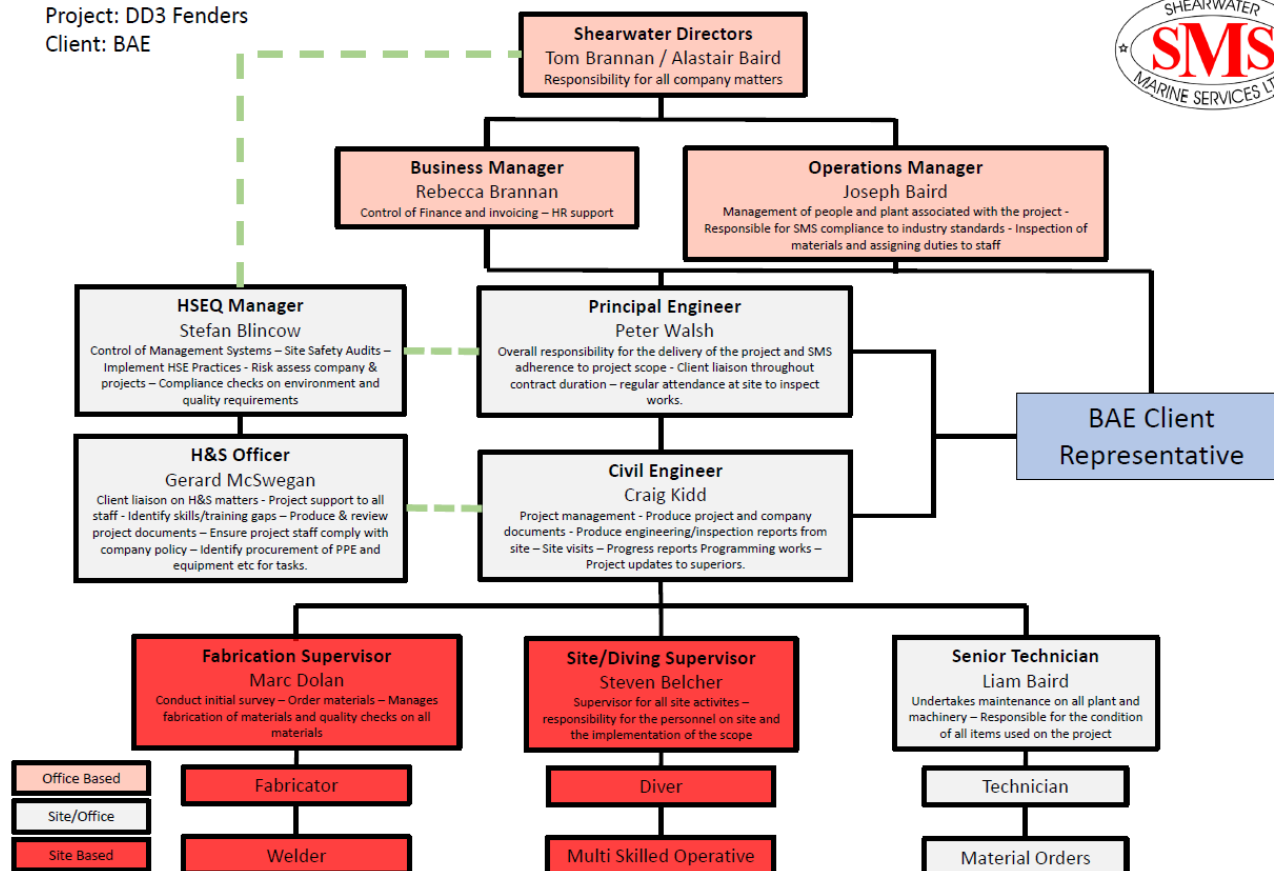 Project: DD3 Fenders
Client: BAE
SHEARWATER
SMS
MARINE SERVICES LT
Shearwater Directors
Tom Brannan / Alastair Baird
Responsibility for all company matters
Business Manager
Rebecca Brannan
Control of Finance and invoicing – HR support
Operations Manager
Joseph Baird
Management of people and plant associated with the project -
Responsible for SMS compliance to industry standards - Inspection of
materials and assigning duties to staff
HSEQ Manager
Stefan Blincow
Control of Management Systems – Site Safety Audits –
Implement HSE Practices - Risk assess company &
projects – Compliance checks on environment and
quality requirements
Principal Engineer
Peter Walsh
Overall responsibility for the delivery of the project and SMS
adherence to project scope - Client liaison throughout
contract duration – regular attendance at site to inspect
works.
BAE Client
Representative
H&S Officer
Gerard McSwegan
Client liaison on H&S matters - Project support to all
staff - Identify skills/training gaps – Produce & review
project documents – Ensure project staff comply with
company policy – Identify procurement of PPE and
equipment etc for tasks.
Civil Engineer
Craig Kidd
Project management - Produce project and company
documents - Produce engineering/inspection reports from
site – Site visits – Progress reports Programming works –
Project updates to superiors.
Fabrication Supervisor
Marc Dolan
Conduct initial survey – Order materials – Manages
fabrication of materials and quality checks on all
materials
Site/Diving Supervisor
Steven Belcher
Supervisor for all site activites –
responsibility for the personnel on site and
the implementation of the scope
Senior Technician
Liam Baird
Undertakes maintenance on all plant and
machinery – Responsible for the condition
of all items used on the project
Office Based
Site/Office
Site Based
Fabricator
Diver
Technician
Welder
Multi Skilled Operative
Material Orders